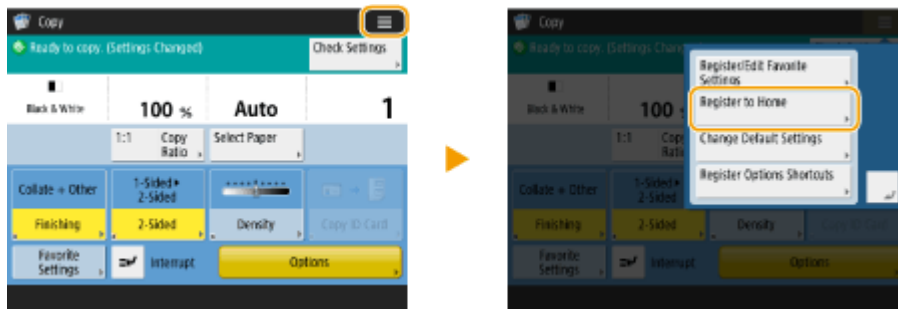 Copy
Ready to copy. (Settings Changed)
Check Settings
Black & White
100 %
Auto
1
1:1 Copy
Ratio
Select Paper
Collate + Other
1-Sided
2-Sided
Finishing
2-Sided
Density
Copy ID Card
Favorite
Settings
Interrupt
Options
Copy
Ready to copy. (Settings Chan
Register/Edit Favorite
Settings
Register to Home
Change Default Settings
Register Options Shortcuts
Black & White
100
1:1 Copy
Rati
Collate + Other
1-Sided
2-Sided
Finishing
2-Sided
Density
Copy ID Card
Favorite
Settings
Interrupt
Options